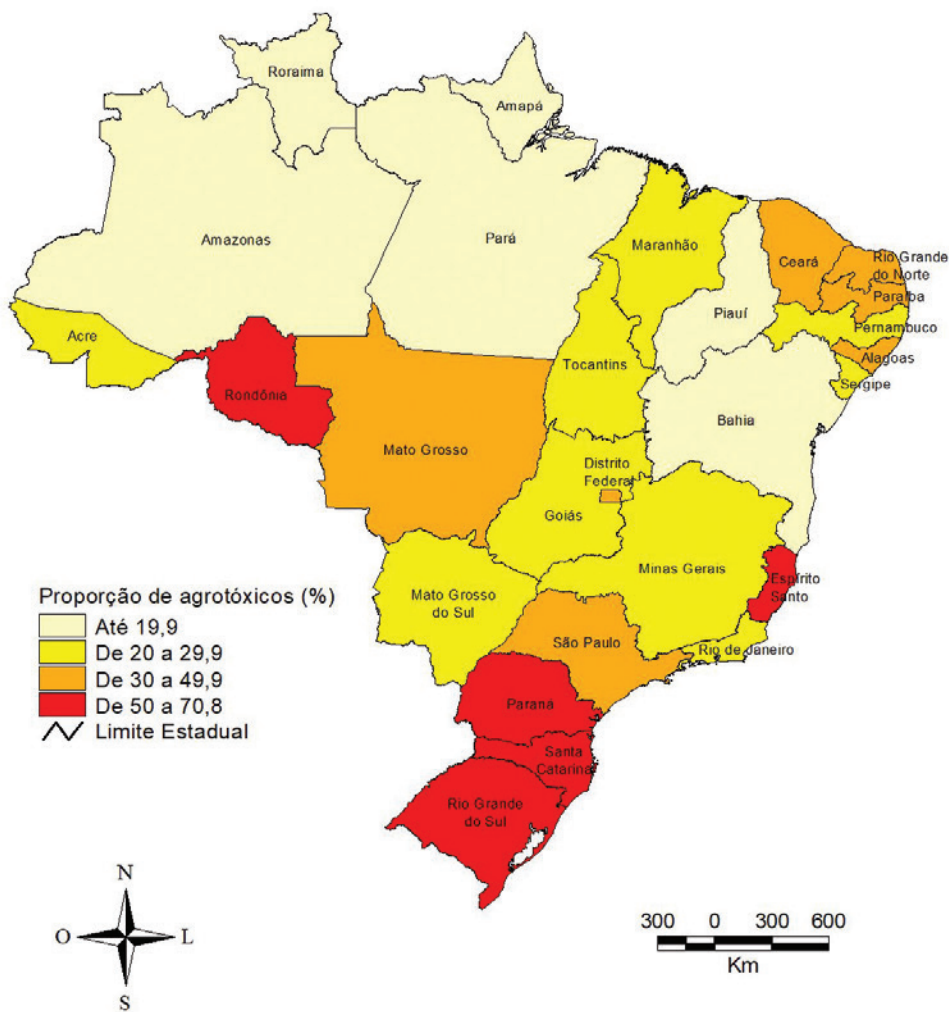 Roraima
Amapá
Amazonas
Pará
Maranhão
Ceará
Rio Grande
do Norte
Paraíba
Piauí
Pernambuco
Acre
Tocantins
Alagoas
Sergipe
Rondônia
Bahia
Mato Grosso
Distrito
Federal
Goiás
Minas Gerais
Espírito
Santo
Mato Grosso
do Sul
São Paulo
Rio de Janeiro
Paraná
Santa
Catarina
Rio Grande
do Sul
Proporção de agrotóxicos (%)
Até 19,9
De 20 a 29,9
De 30 a 49,9
De 50 a 70,8
Limite Estadual
N
O L
S
300 0 300 600
Km